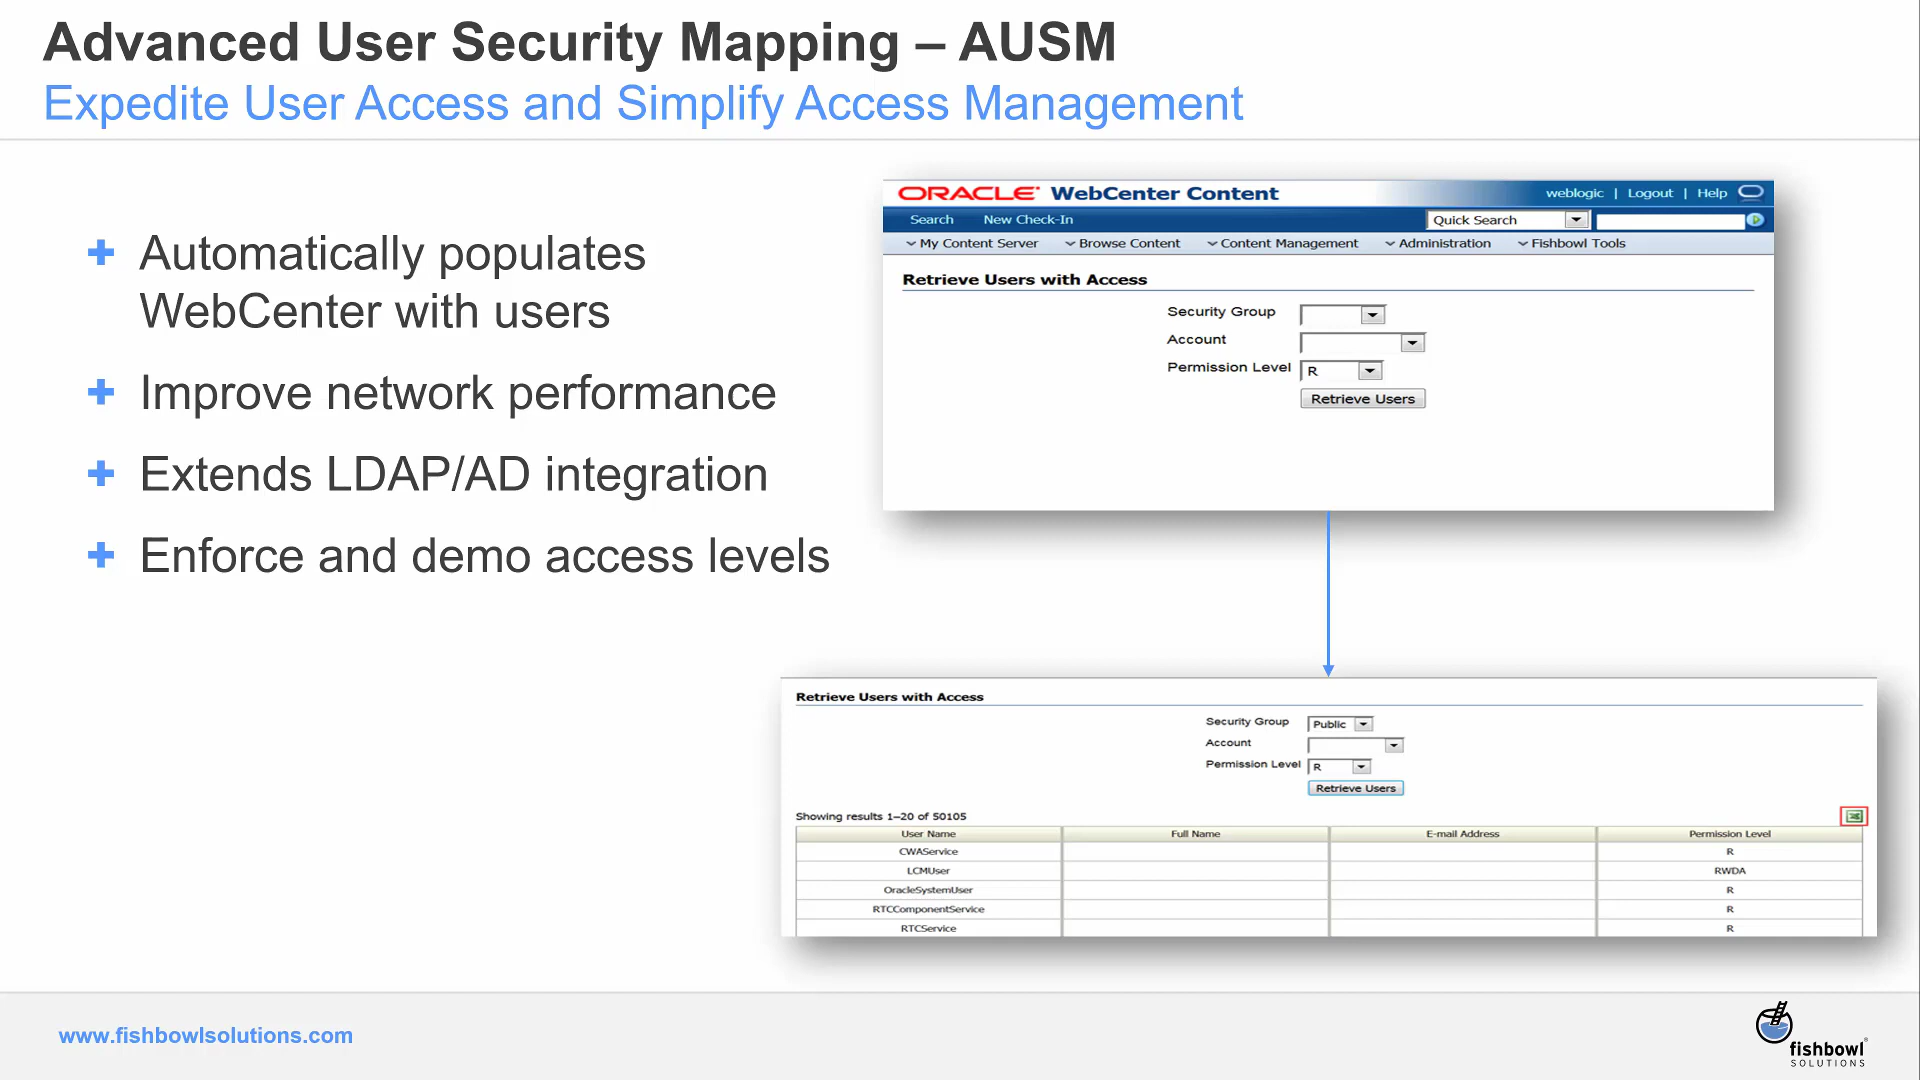 Advanced User Security Mapping – AUSM
Expedite User Access and Simplify Access Management
Automatically populates
WebCenter with users
Improve network performance
Extends LDAP/AD integration
Enforce and demo access levels
ORACLE WebCenter Content
weblogic | Logout | Help
Search New Check-In Quick Search
My Content Server Browse Content Content Management Administration Fishbowl Tools
Retrieve Users with Access
Security Group
Account
Permission Level R
Retrieve Users
Retrieve Users with Access
Security Group Public
Account
Permission Level R
Retrieve Users
Showing results 1–20 of 50105
User Name Full Name E-mail Address Permission Level
CWAService R
LCMUser RWDA
OracleSystemUser R
RTCComponentService R
RTCService R
www.fishbowlsolutions.com
fishbowl
SOLUTIONS